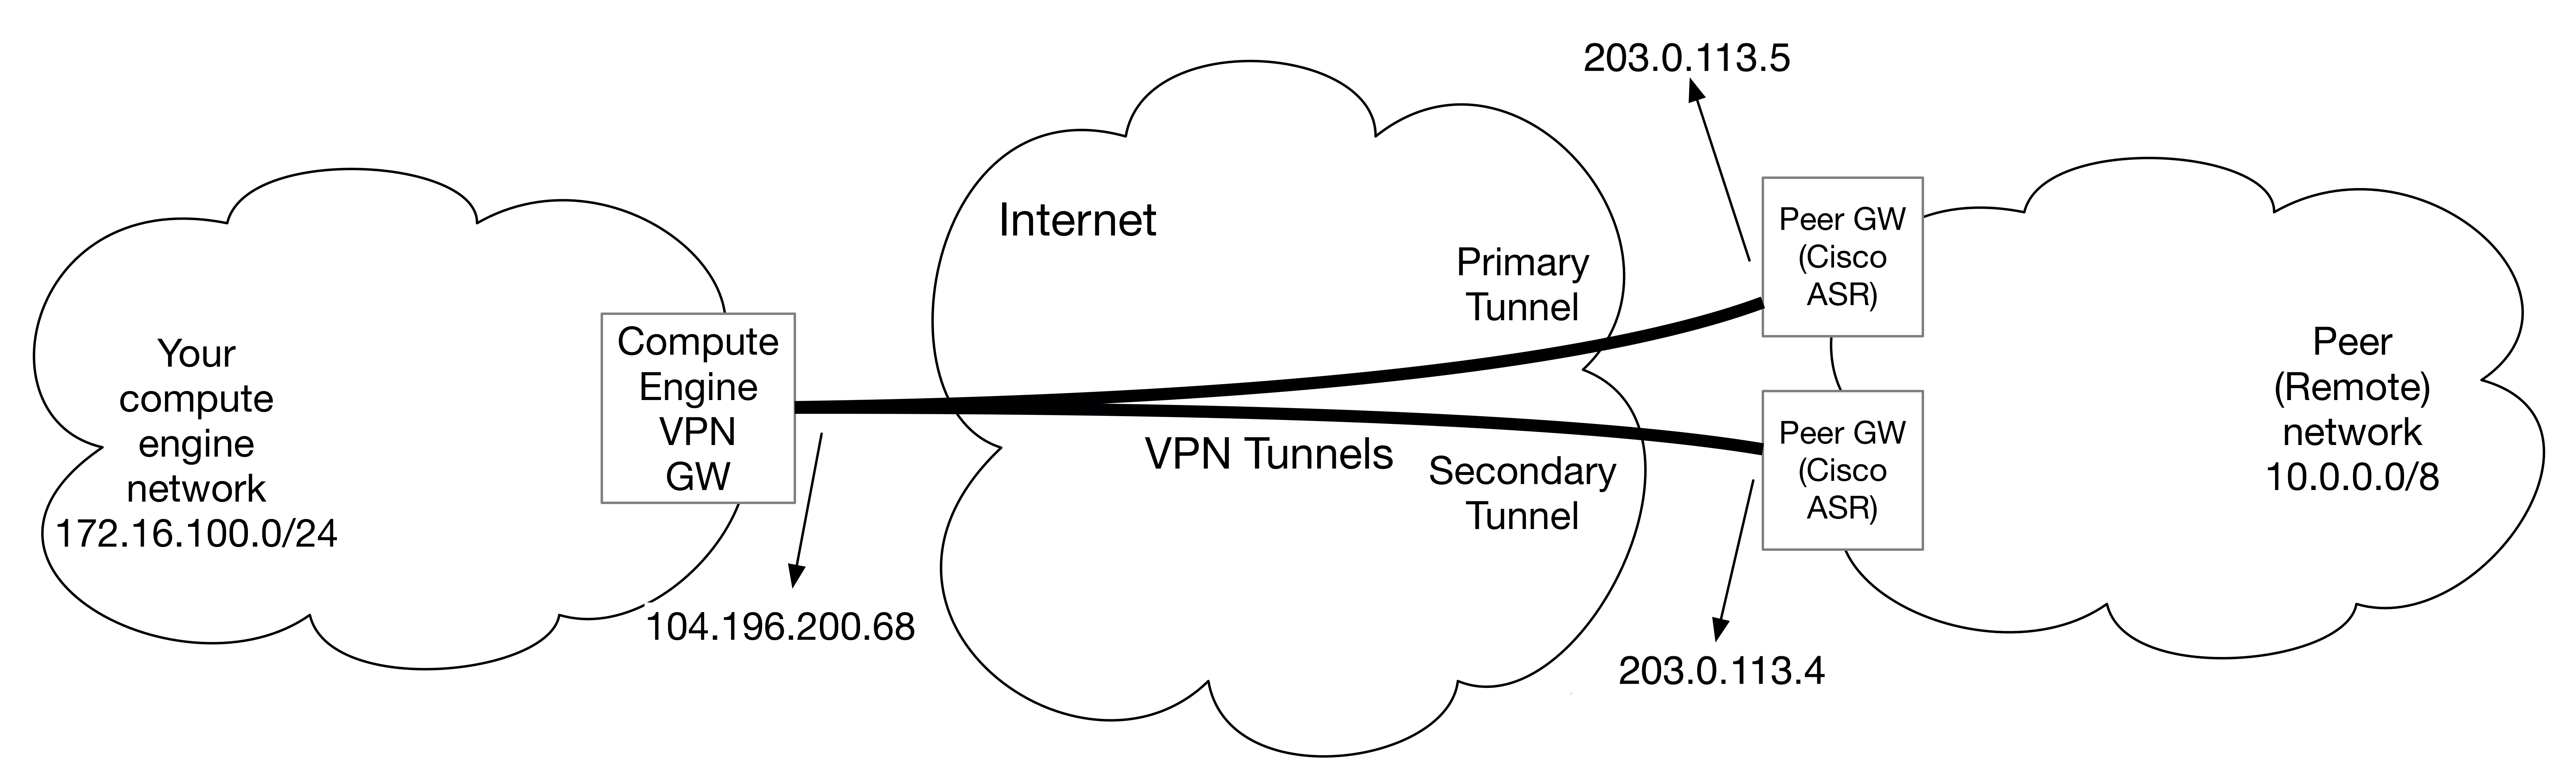 203.0.113.5
Internet
Primary
Tunnel
Peer GW
(Cisco
ASR)
Your
compute
engine
network
172.16.100.0/24
Compute
Engine
VPN
GW
VPN Tunnels
Secondary
Tunnel
Peer GW
(Cisco
ASR)
Peer
(Remote)
network
10.0.0.0/8
104.196.200.68
203.0.113.4